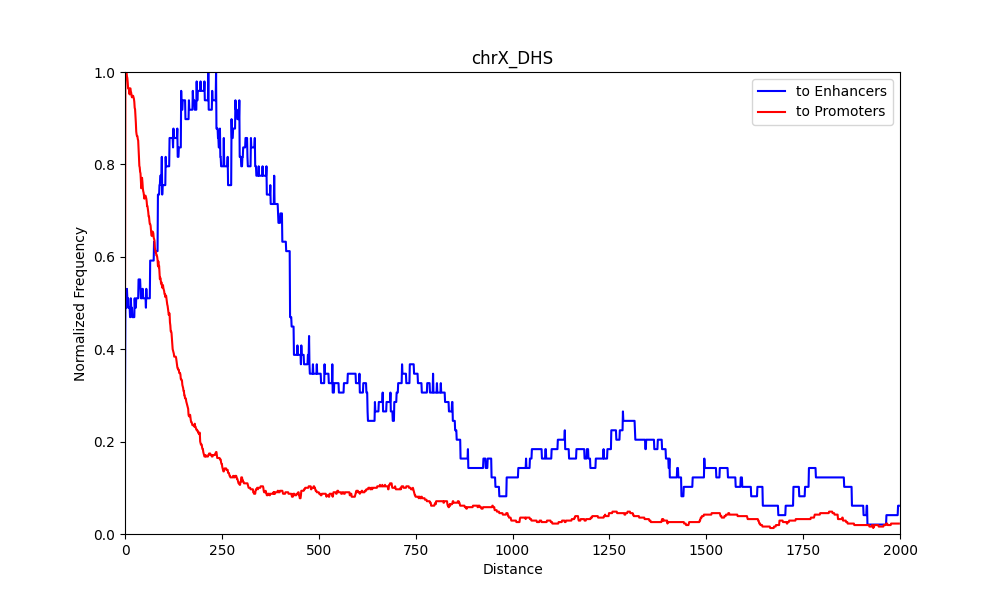 chrX_DHS
to Enhancers
to Promoters
Normalized Frequency
1.0
0.8
0.6
0.4
0.2
0.0
0 250 500 750 1000 1250 1500 1750 2000
Distance